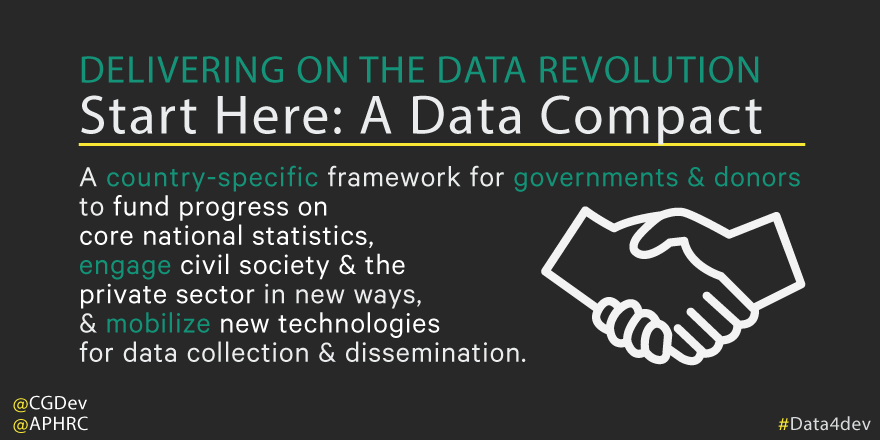 DELIVERING ON THE DATA REVOLUTION
Start Here: A Data Compact
A country-specific framework for governments & donors
to fund progress on
core national statistics,
engage civil society & the
private sector in new ways,
& mobilize new technologies
for data collection & dissemination.
@CGDev
@APHRC
#Data4dev